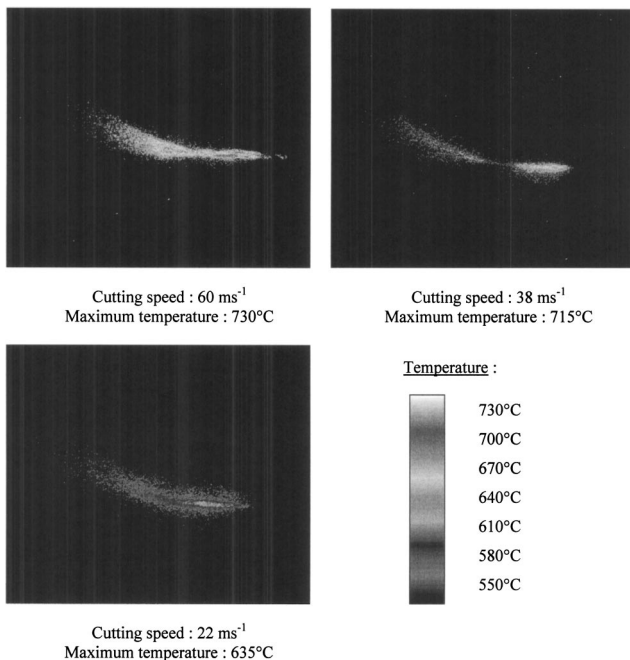 Cutting speed : 60 ms⁻¹
Maximum temperature : 730°C
Cutting speed : 38 ms⁻¹
Maximum temperature : 715°C
Temperature :
730°C
700°C
670°C
640°C
610°C
580°C
550°C
Cutting speed : 22 ms⁻¹
Maximum temperature : 635°C